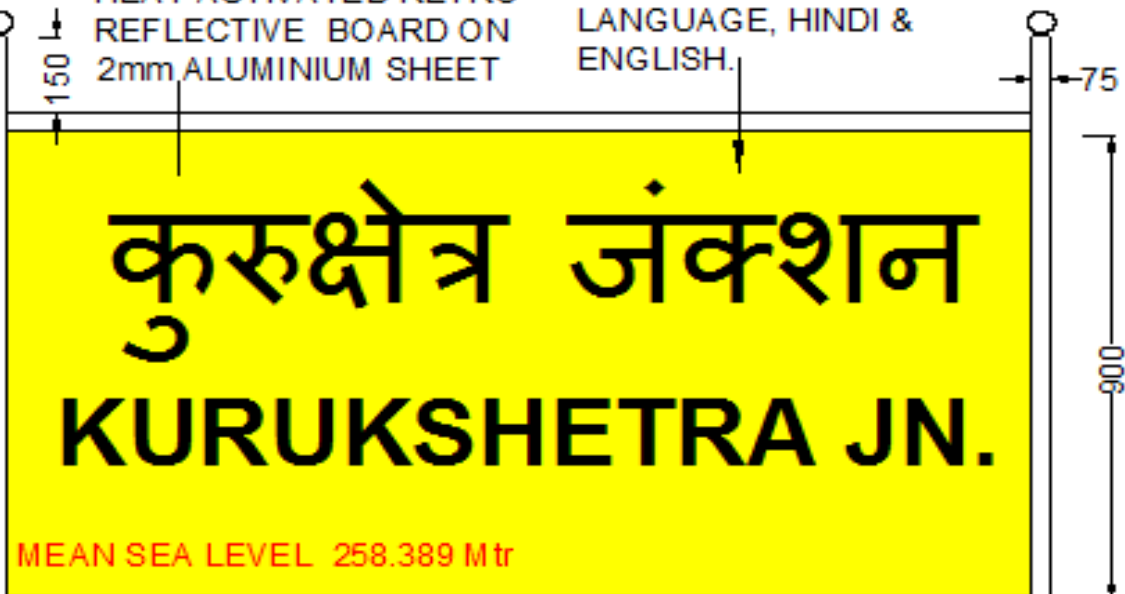 REFLECTIVE BOARD ON
2mm ALUMINIUM SHEET
LANGUAGE, HINDI &
ENGLISH.
150
75
कुरुक्षेत्र जंक्शन
900
KURUKSHETRA JN.
MEAN SEA LEVEL 258.389 Mtr